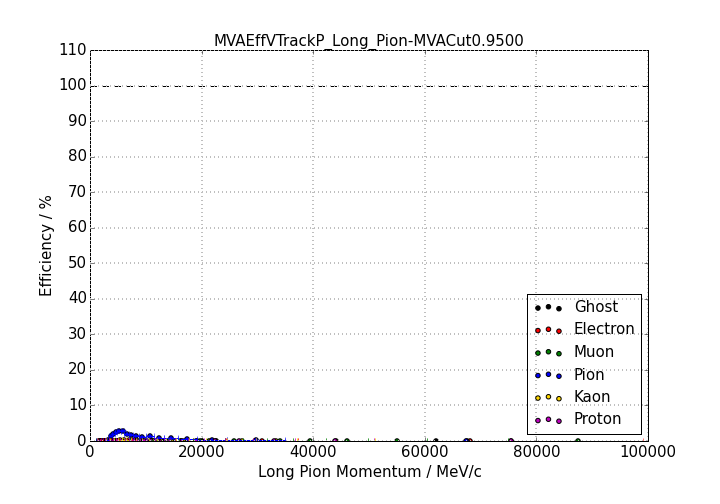 MVAEffVTrackP_Long_Pion-MVACut0.9500
110
100
90
80
70
60
50
40
30
20
10
0
Efficiency / %
Ghost
Electron
Muon
Pion
Kaon
Proton
0 20000 40000 60000 80000 100000
Long Pion Momentum / MeV/c